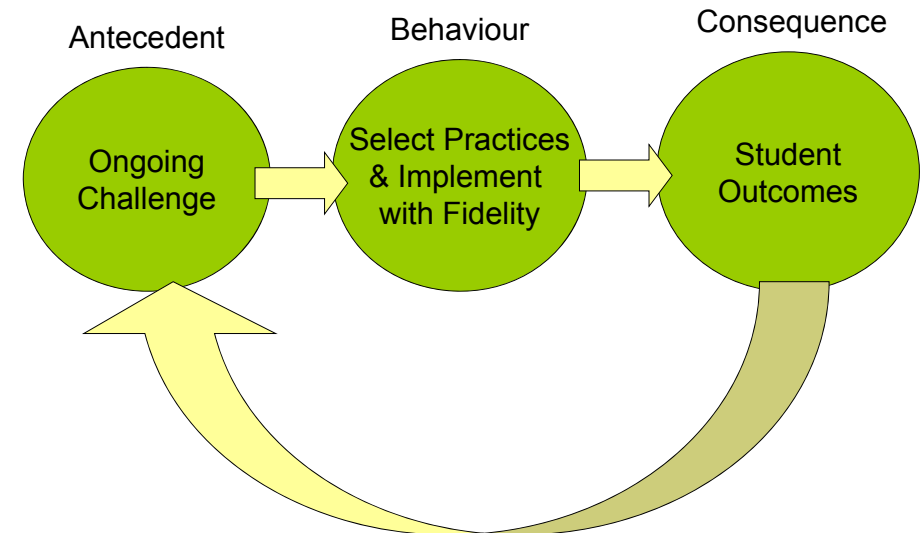 Antecedent
Behaviour
Consequence
Ongoing
Challenge
Select Practices
& Implement
with Fidelity
Student
Outcomes